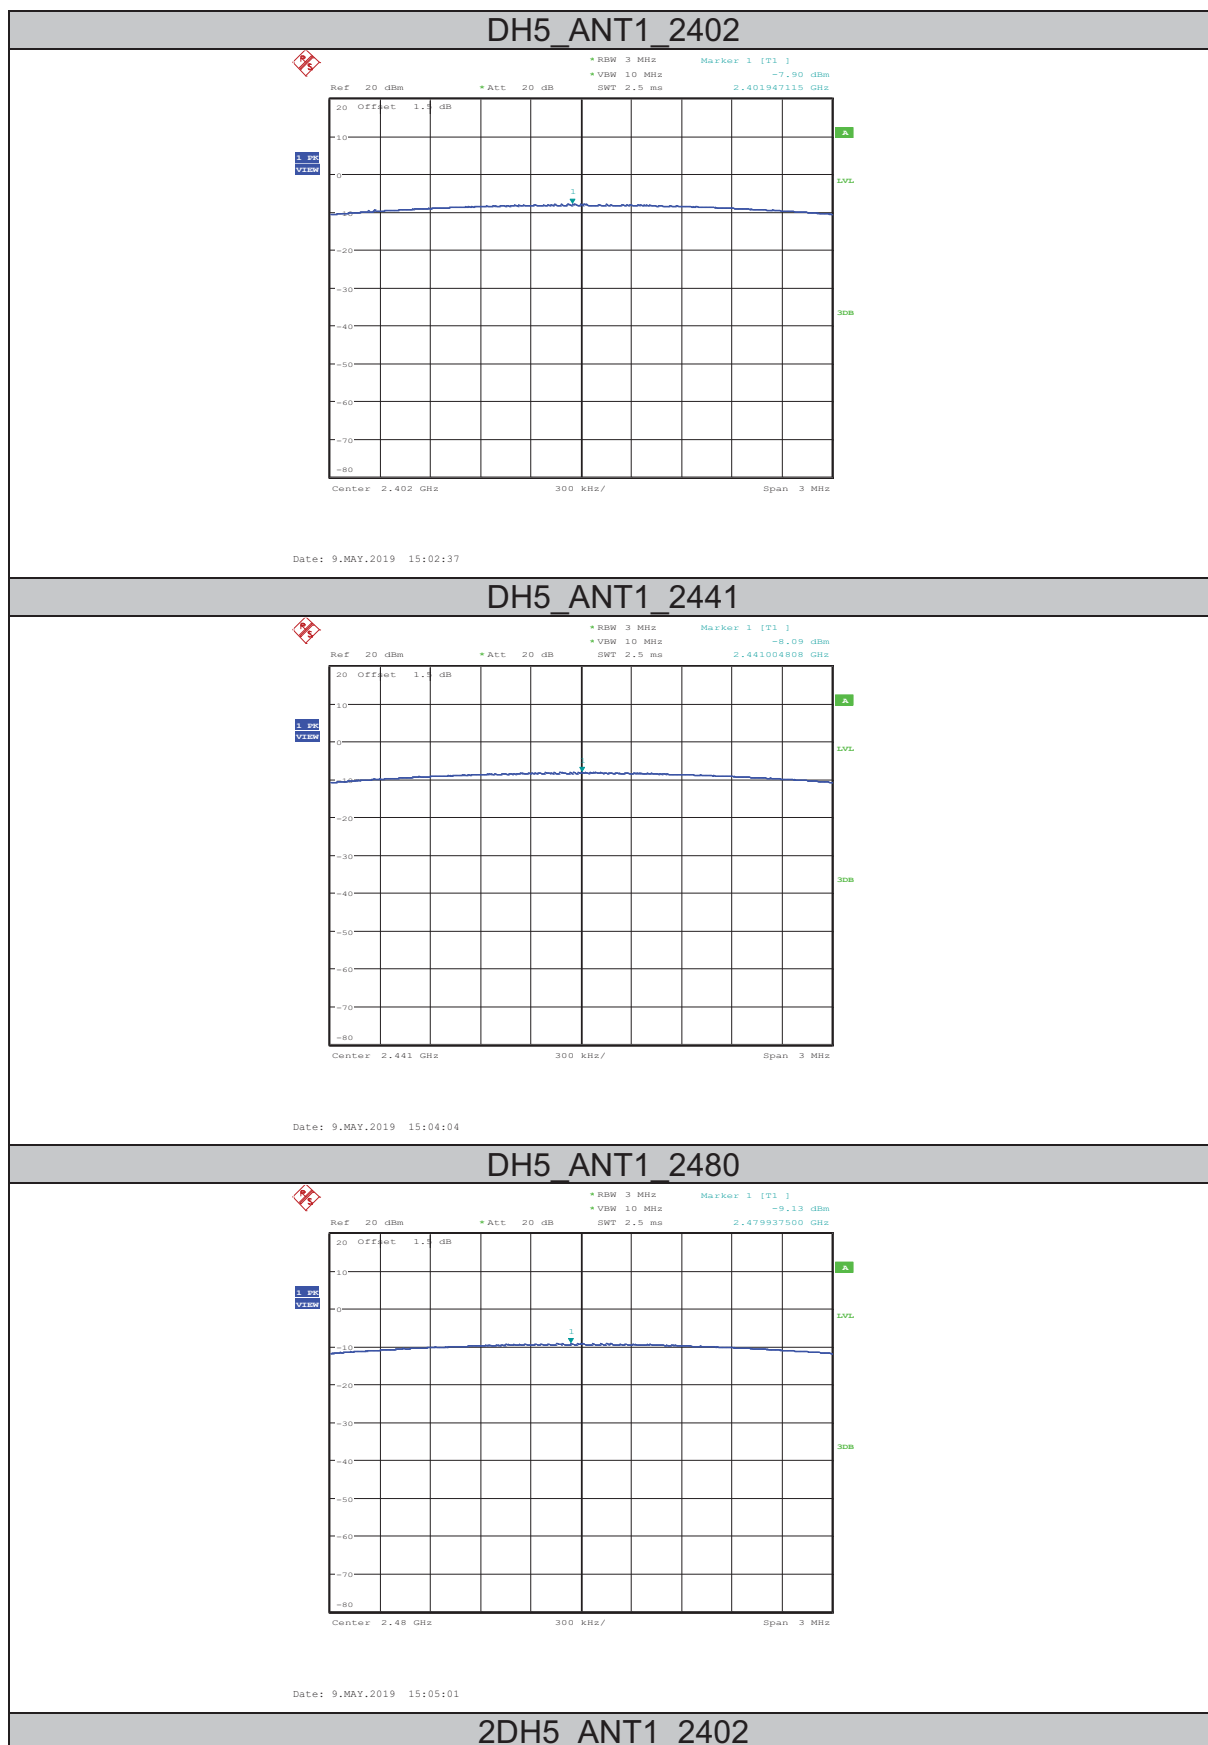 DH5_ANT1_2402
R S
*RBW 3 MHz Marker 1 [T1 ]
*VBW 10 MHz -7.90 dBm
Ref 20 dBm *Att 20 dB SWT 2.5 ms 2.401947115 GHz
20 Offset 1.5 dB
10
A
1 PK
VIEW
0
LVL
1
-10
-20
-30
3DB
-40
-50
-60
-70
-80
Center 2.402 GHz 300 kHz/ Span 3 MHz
Date: 9.MAY.2019 15:02:37
DH5_ANT1_2441
R S
*RBW 3 MHz Marker 1 [T1 ]
*VBW 10 MHz -8.09 dBm
Ref 20 dBm *Att 20 dB SWT 2.5 ms 2.441004808 GHz
20 Offset 1.5 dB
10
A
1 PK
VIEW
0
LVL
1
-10
-20
-30
3DB
-40
-50
-60
-70
-80
Center 2.441 GHz 300 kHz/ Span 3 MHz
Date: 9.MAY.2019 15:04:04
DH5_ANT1_2480
R S
*RBW 3 MHz Marker 1 [T1 ]
*VBW 10 MHz -9.13 dBm
Ref 20 dBm *Att 20 dB SWT 2.5 ms 2.479937500 GHz
20 Offset 1.5 dB
10
A
1 PK
VIEW
0
LVL
1
-10
-20
-30
3DB
-40
-50
-60
-70
-80
Center 2.48 GHz 300 kHz/ Span 3 MHz
Date: 9.MAY.2019 15:05:01
2DH5_ANT1_2402